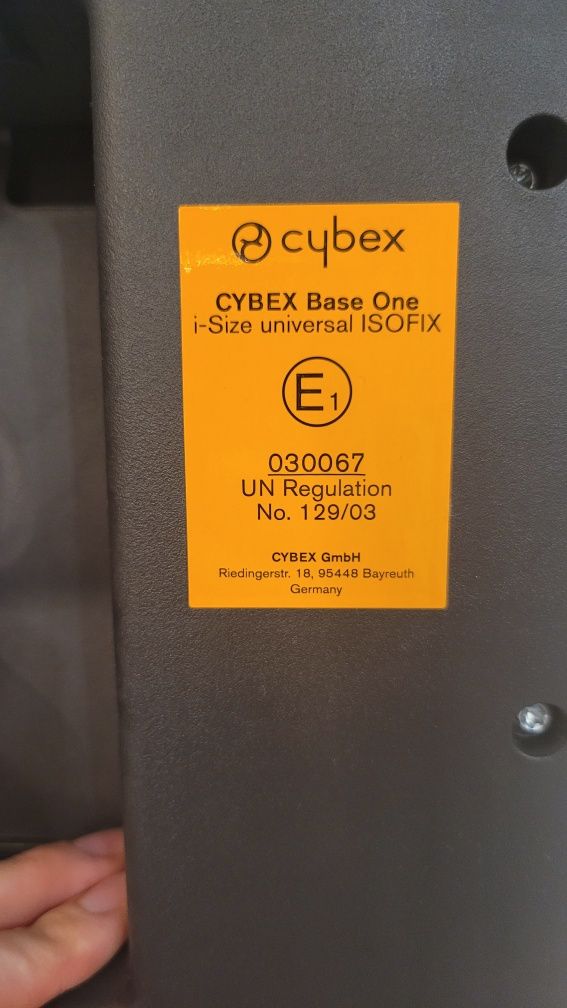 cybex
CYBEX Base One
i-Size universal ISOFIX
E1
030067
UN Regulation
No. 129/03
CYBEX GmbH
Riedingerstr. 18, 95448 Bayreuth
Germany